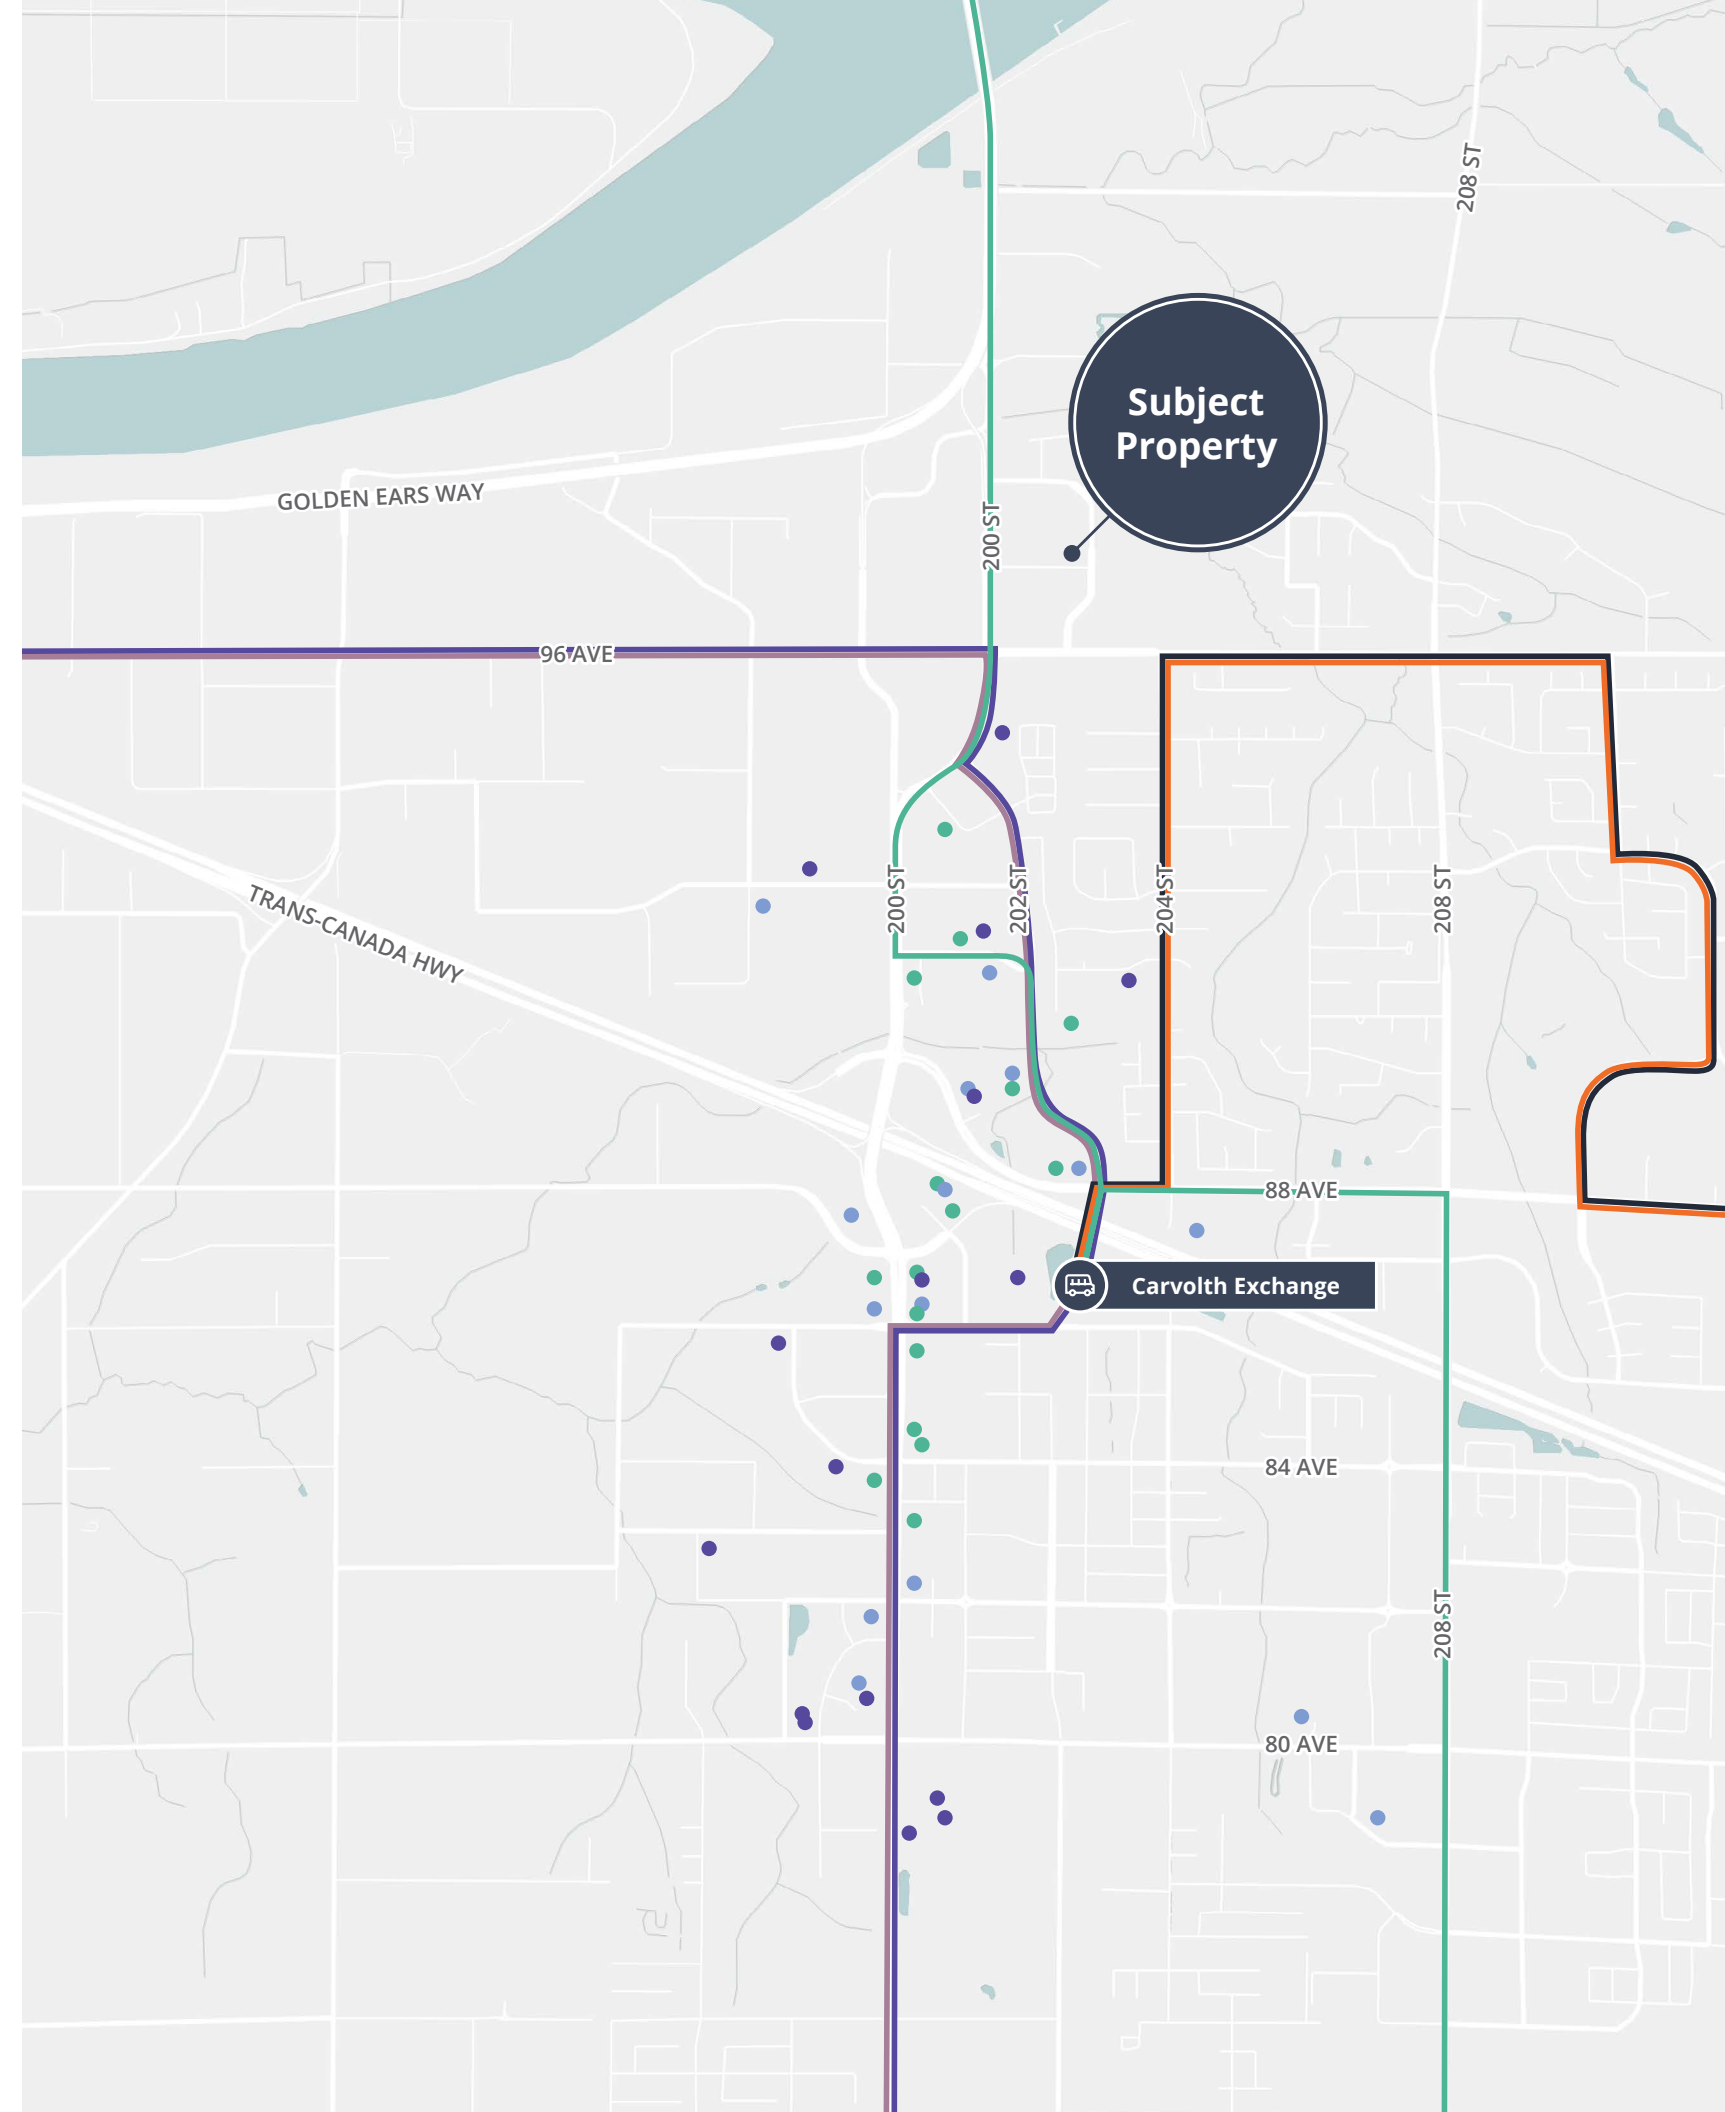 208 ST
Subject
Property
GOLDEN EARS WAY
200 ST
96 AVE
TRANS-CANADA HWY
200 ST
202 ST
204 ST
208 ST
88 AVE
Carvolth Exchange
84 AVE
208 ST
80 AVE